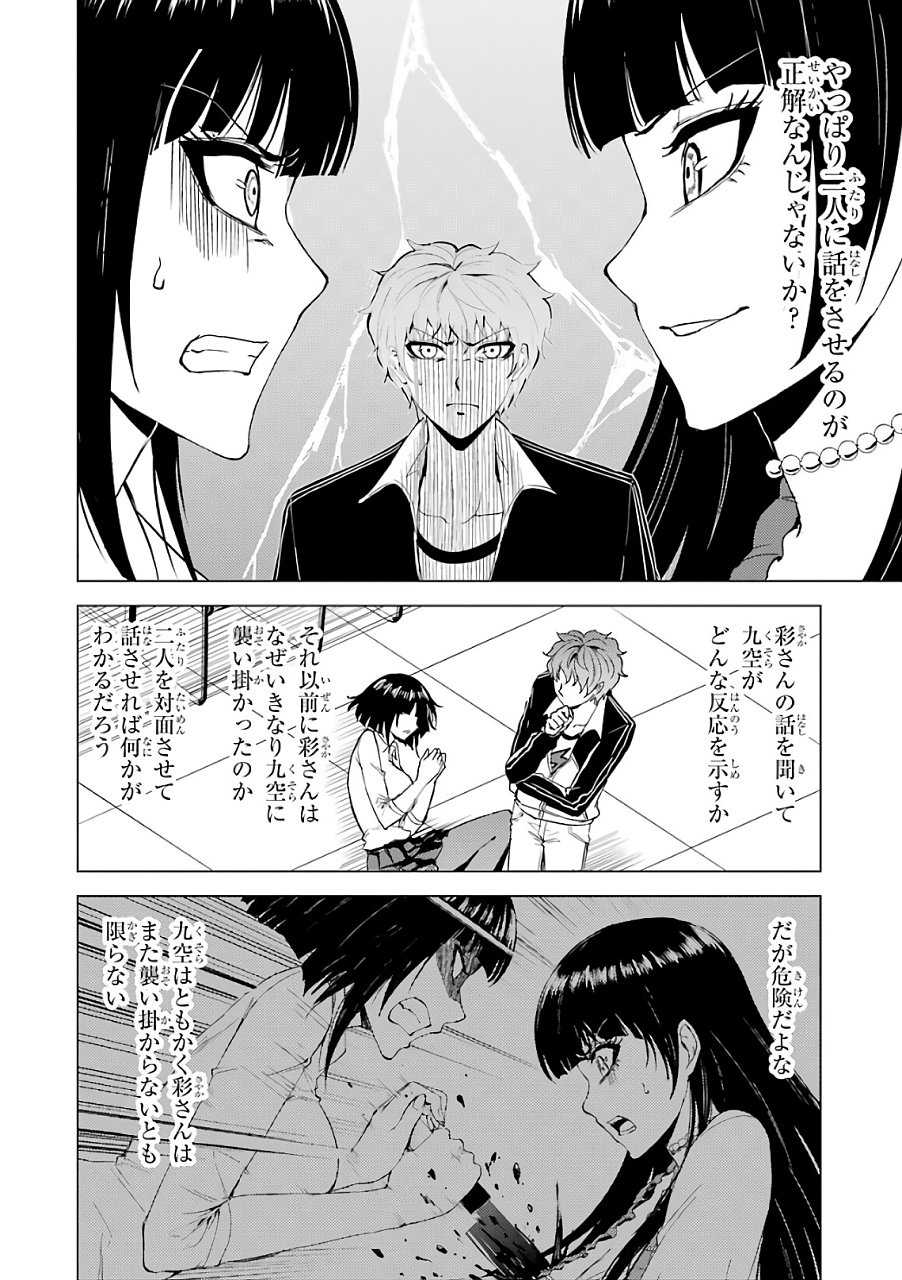 やっぱり二人に話をさせるのが
正解なんじゃないか？
彩さんの話を聞いて
九空が
どんな反応を示すか
それ以前に彩さんは
なぜいきなり九空に
襲い掛かったのか
二人を対面させて
話させれば何かが
わかるだろう
だが危険だよな
九空はともかく彩さんは
また襲い掛からないとも
限らない